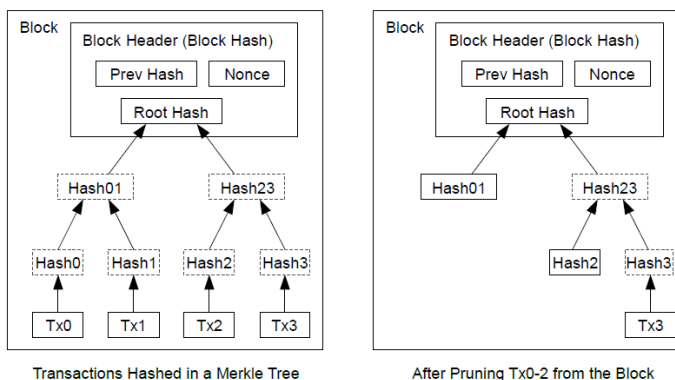 Block
Block Header (Block Hash)
Prev Hash
Nonce
Root Hash
Hash01
Hash23
Hash0
Hash1
Hash2
Hash3
Tx0
Tx1
Tx2
Tx3
Transactions Hashed in a Merkle Tree
Block
Block Header (Block Hash)
Prev Hash
Nonce
Root Hash
Hash01
Hash23
Hash2
Hash3
Tx3
After Pruning Tx0-2 from the Block